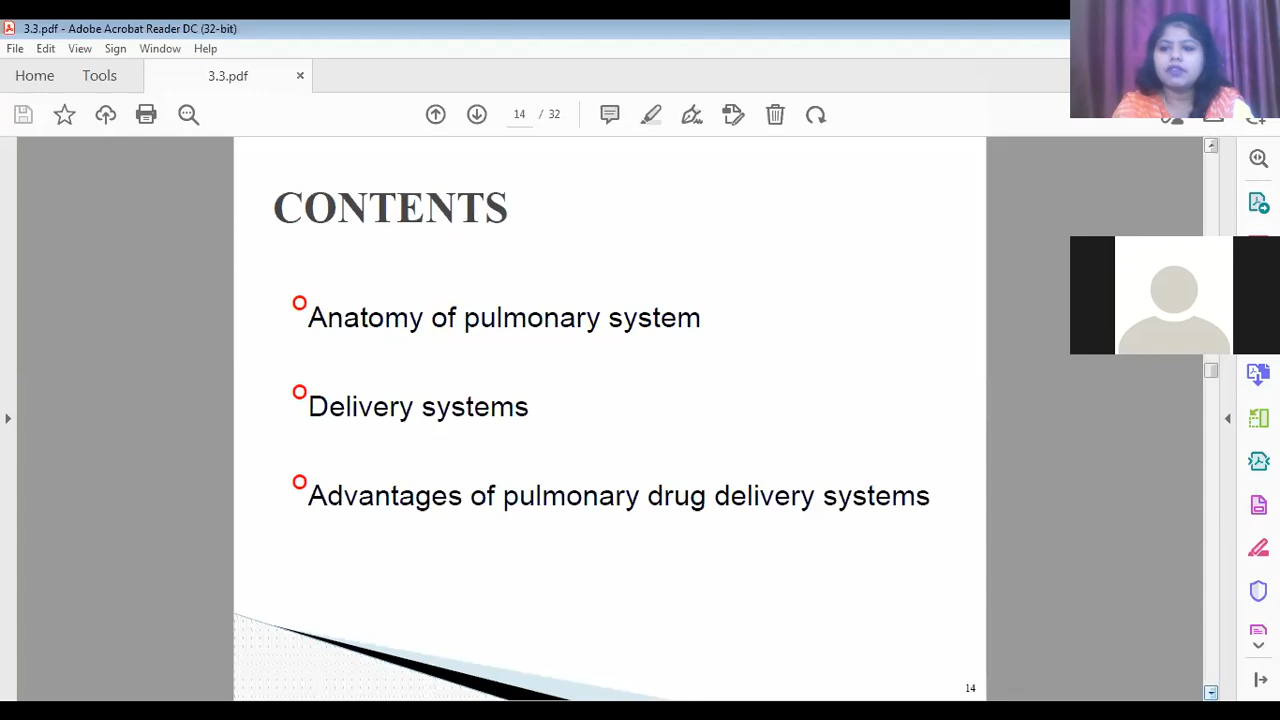 3.3.pdf - Adobe Acrobat Reader DC (32-bit)
File Edit View Sign Window Help
Home Tools 3.3.pdf ×
14 / 32
CONTENTS
Anatomy of pulmonary system
Delivery systems
Advantages of pulmonary drug delivery systems
14